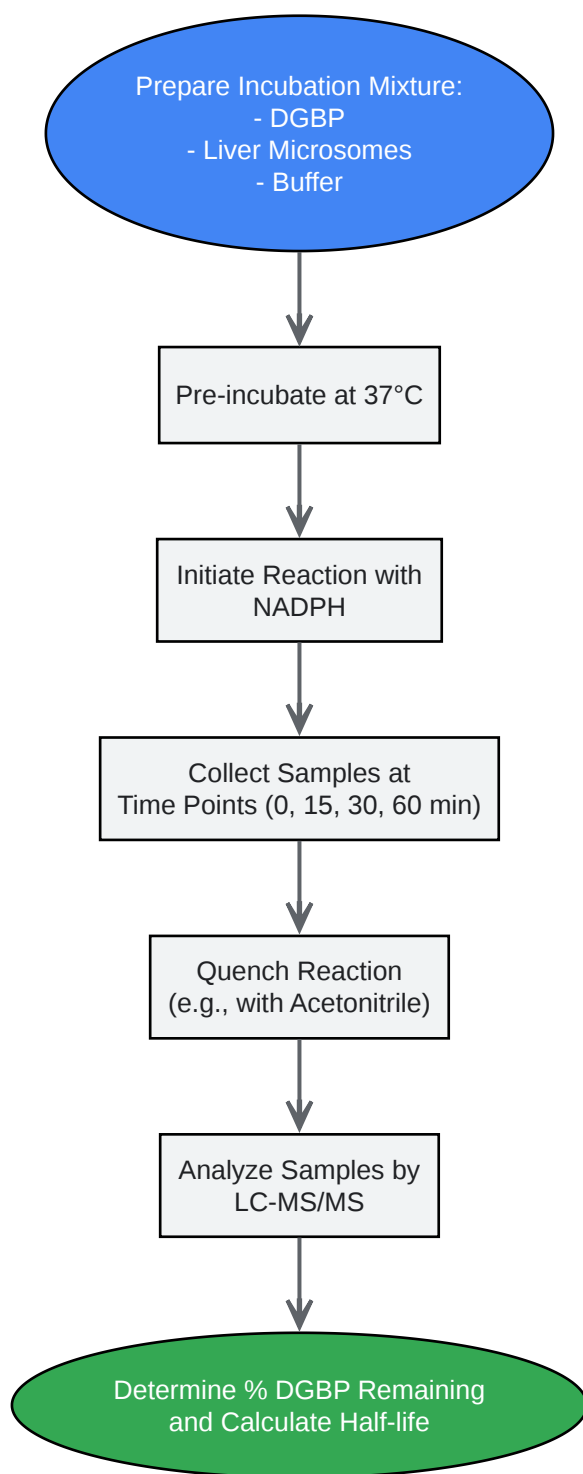 Prepare Incubation Mixture:
- DGBP
- Liver Microsomes
- Buffer
Pre-incubate at 37°C
Initiate Reaction with
NADPH
Collect Samples at
Time Points (0, 15, 30, 60 min)
Quench Reaction
(e.g., with Acetonitrile)
Analyze Samples by
LC-MS/MS
Determine % DGBP Remaining
and Calculate Half-life